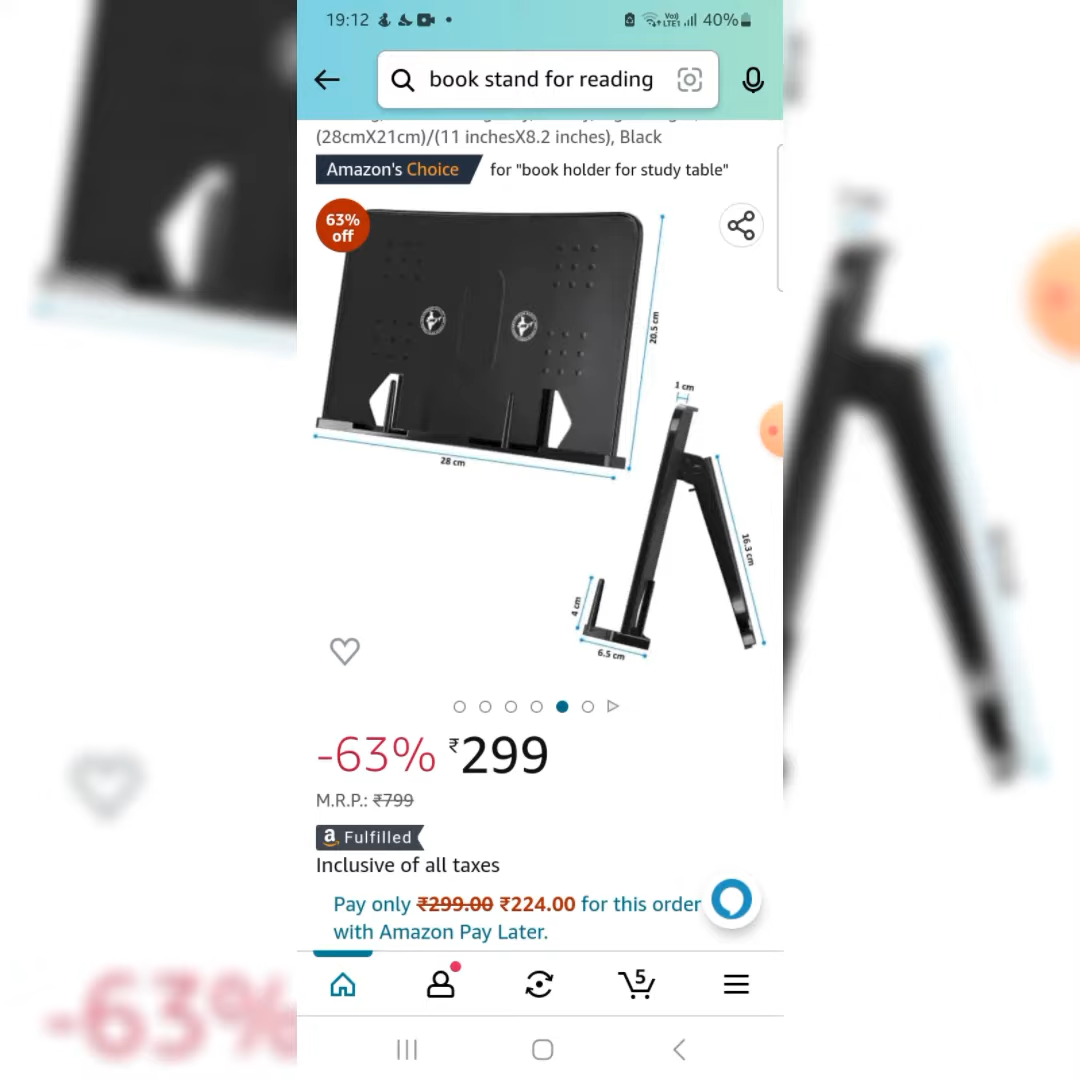 19:12
40%
book stand for reading
(28cmX21cm)/(11 inchesX8.2 inches), Black
Amazon's Choice for "book holder for study table"
63%
off
20.5 cm
28 cm
1 cm
16.3 cm
4 cm
6.5 cm
-63% ₹299
M.R.P.: ₹799
a Fulfilled
Inclusive of all taxes
Pay only ₹299.00 ₹224.00 for this order
with Amazon Pay Later.
5
-63%